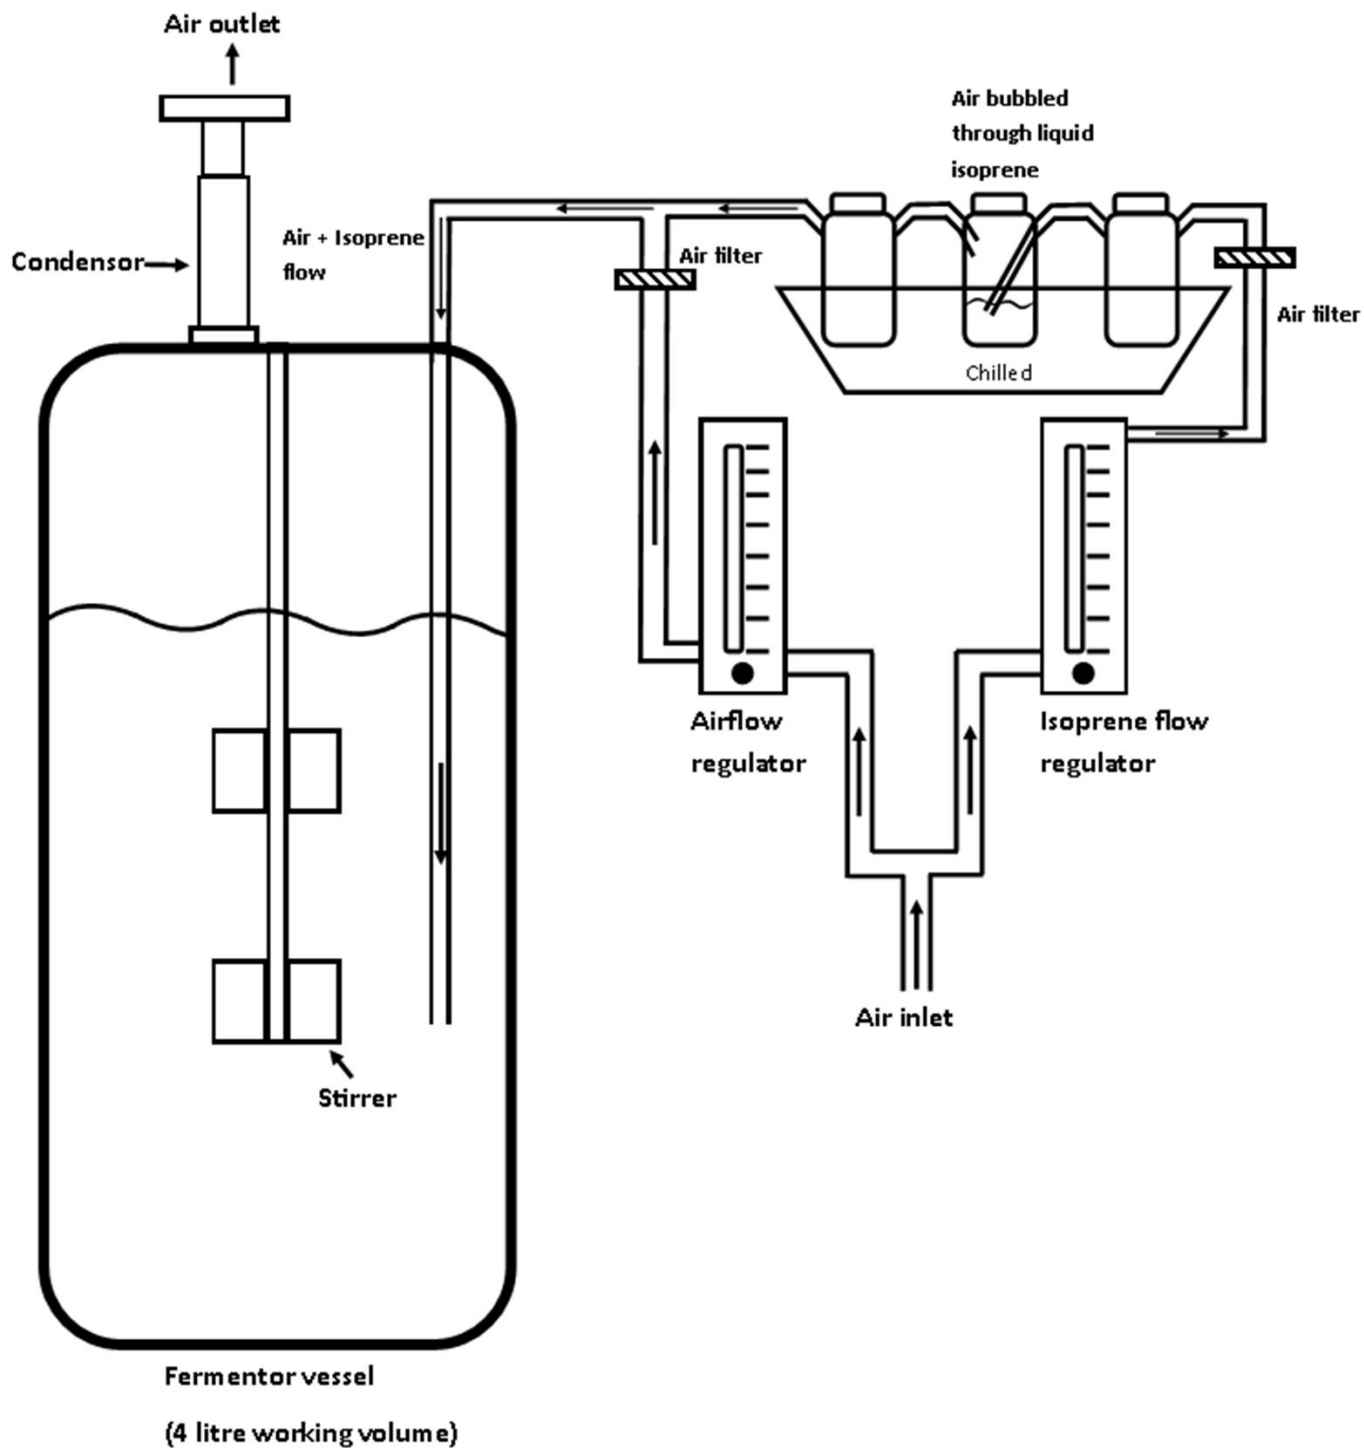 Air outlet
Air bubbled
through liquid
isoprene
Air + Isoprene
flow
Condensor
Air filter
Air filter
Chilled
Airflow
regulator
Isoprene flow
regulator
Air inlet
Stirrer
Fermentor vessel
(4 litre working volume)